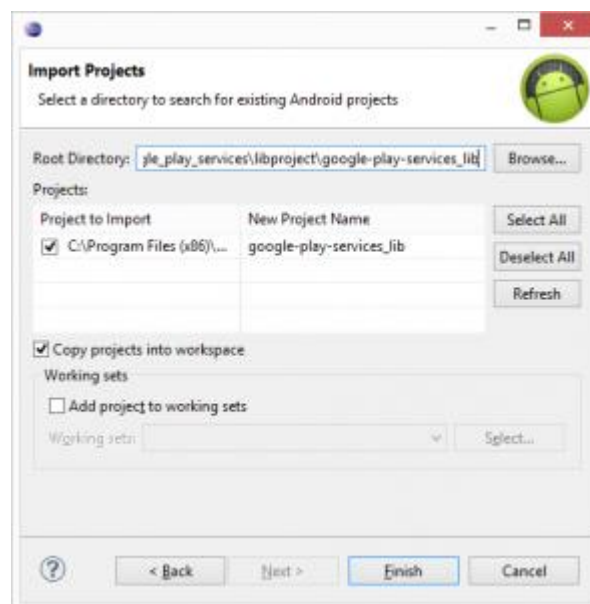 Import Projects
Select a directory to search for existing Android projects
Root Directory: gle_play_services\libproject\google-play-services_lib Browse...
Projects:
Project to Import New Project Name Select All
C:\Program Files (x86)\... google-play-services_lib
Deselect All
Refresh
Copy projects into workspace
Working sets
Add project to working sets
Working sets: Select...
? < Back Next > Finish Cancel